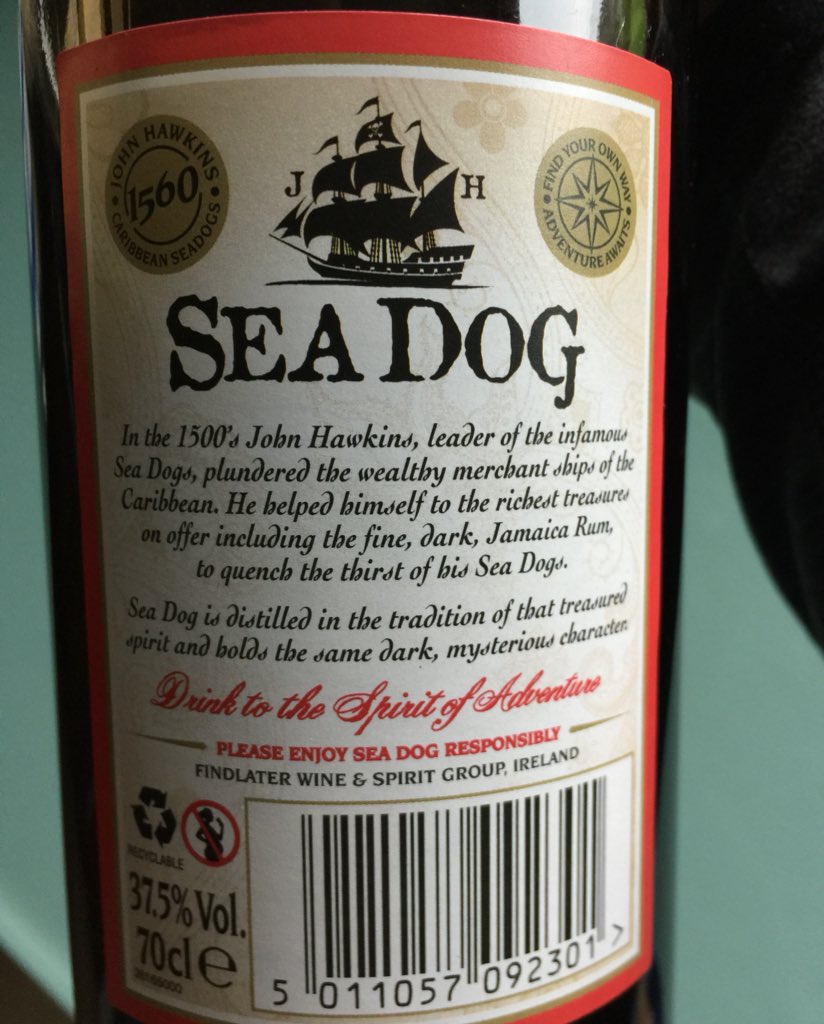 JOHN HAWKINS
1560
CARIBBEAN SEADOGS
J H
FIND YOUR OWN WAY
ADVENTURE AWAITS
SEA DOG
In the 1500's John Hawkins, leader of the infamous
Sea Dogs, plundered the wealthy merchant ships of the
Caribbean. He helped himself to the richest treasures
on offer including the fine, dark, Jamaica Rum,
to quench the thirst of his Sea Dogs.
Sea Dog is distilled in the tradition of that treasured
spirit and holds the same dark, mysterious character.
Drink to the Spirit of Adventure
PLEASE ENJOY SEA DOG RESPONSIBLY
FINDLATER WINE & SPIRIT GROUP, IRELAND
RECYCLABLE
37.5% Vol.
70cl e
5 011057 092301 >